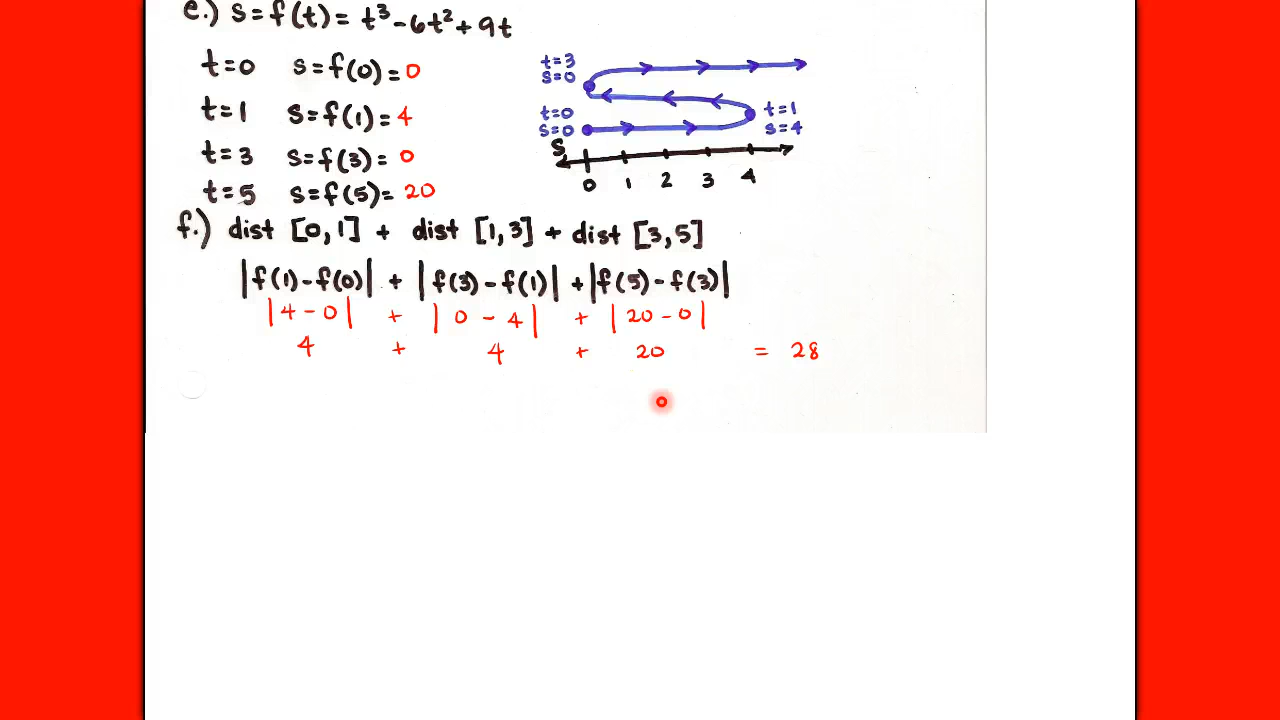 e.) s = f(t) = t³ - 6t² + 9t
t=0 s=f(0) = 0
t=1 s=f(1) = 4
t=3 s=f(3) = 0
t=5 s=f(5) = 20
t=3
s=0
t=0
s=0
t=1
s=4
S
0 1 2 3 4
f.) dist [0,1] + dist [1,3] + dist [3,5]
|f(1)-f(0)| + |f(3)-f(1)| + |f(5)-f(3)|
|4-0| + |0-4| + |20-0|
4 + 4 + 20 = 28